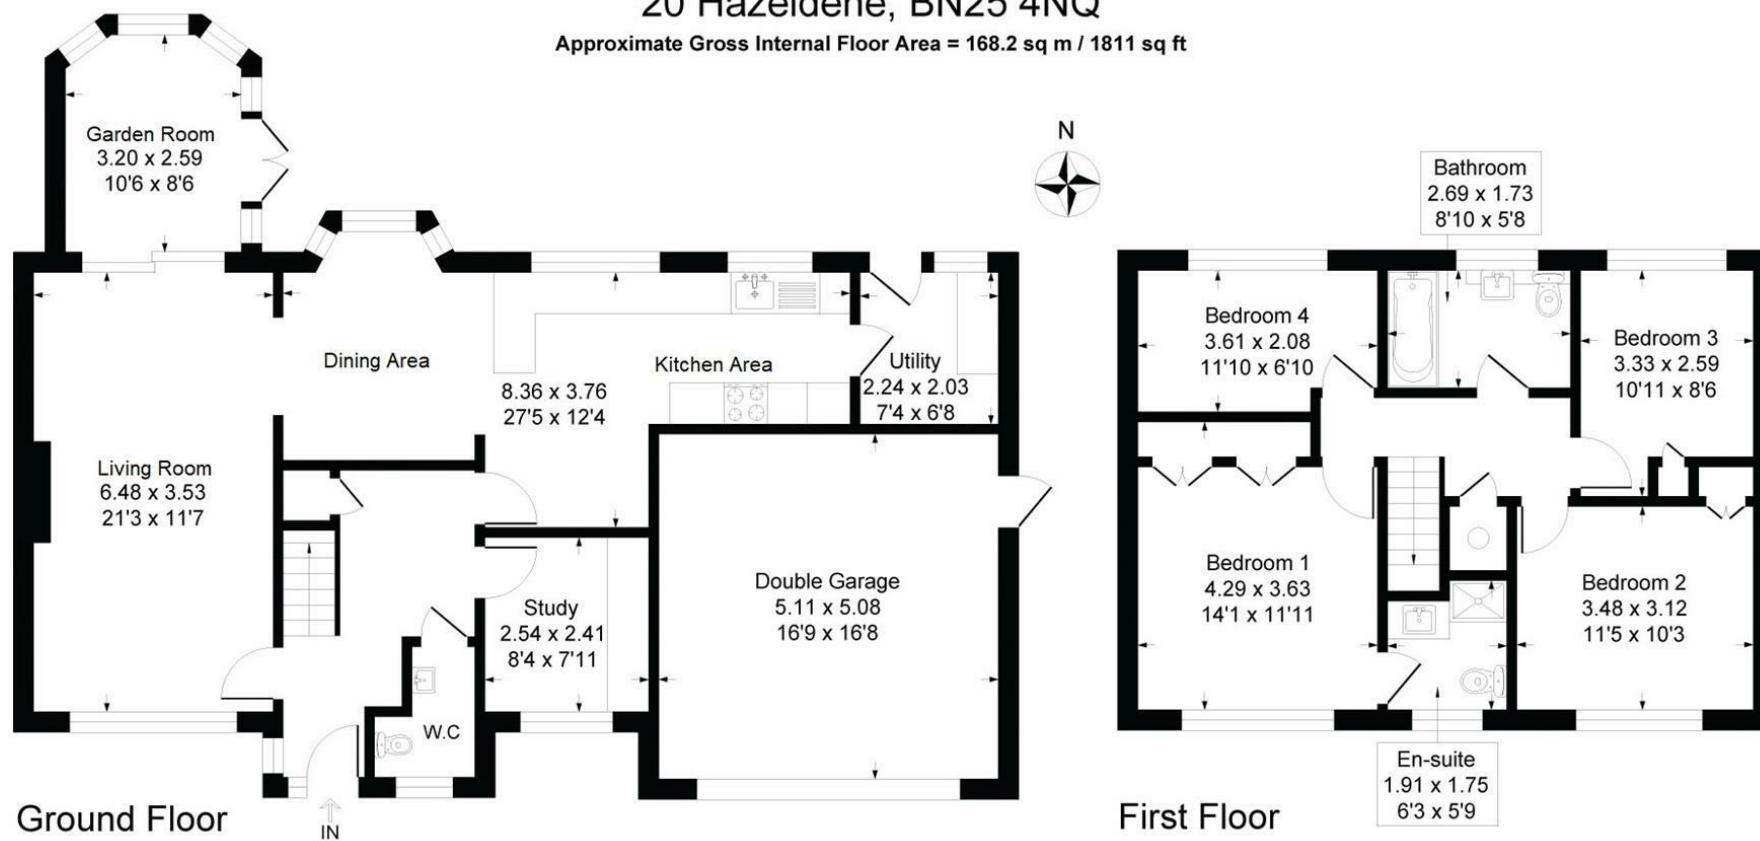 20 Hazeldene, BN25 4NQ
Approximate Gross Internal Floor Area = 168.2 sq m / 1811 sq ft
Garden Room
3.20 x 2.59
10'6 x 8'6
N
Dining Area
Kitchen Area
8.36 x 3.76
27'5 x 12'4
Utility
2.24 x 2.03
7'4 x 6'8
Living Room
6.48 x 3.53
21'3 x 11'7
Study
2.54 x 2.41
8'4 x 7'11
Double Garage
5.11 x 5.08
16'9 x 16'8
W.C
IN
Ground Floor
Bathroom
2.69 x 1.73
8'10 x 5'8
Bedroom 4
3.61 x 2.08
11'10 x 6'10
Bedroom 3
3.33 x 2.59
10'11 x 8'6
Bedroom 1
4.29 x 3.63
14'1 x 11'11
Bedroom 2
3.48 x 3.12
11'5 x 10'3
En-suite
1.91 x 1.75
6'3 x 5'9
First Floor